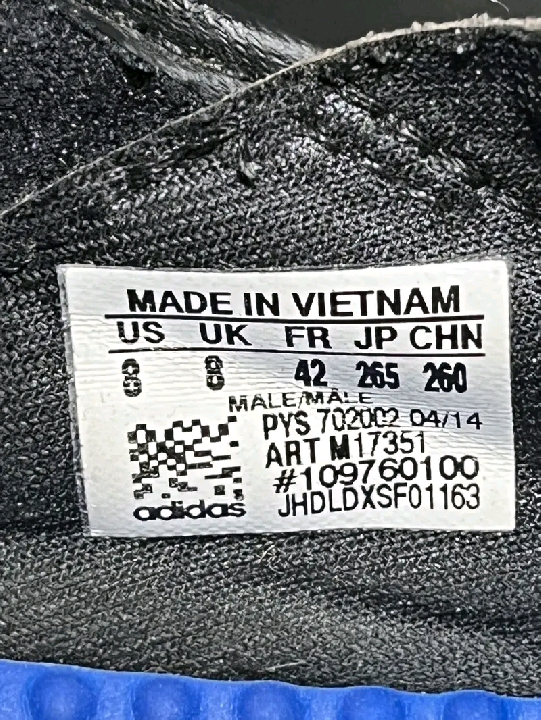 MADE IN VIETNAM
US UK FR JP CHN
8 8 42 265 260
MALE/MÂLE
PYS 702002 04/14
ART M17351
#109760100
adidas JHDLDXSF01163